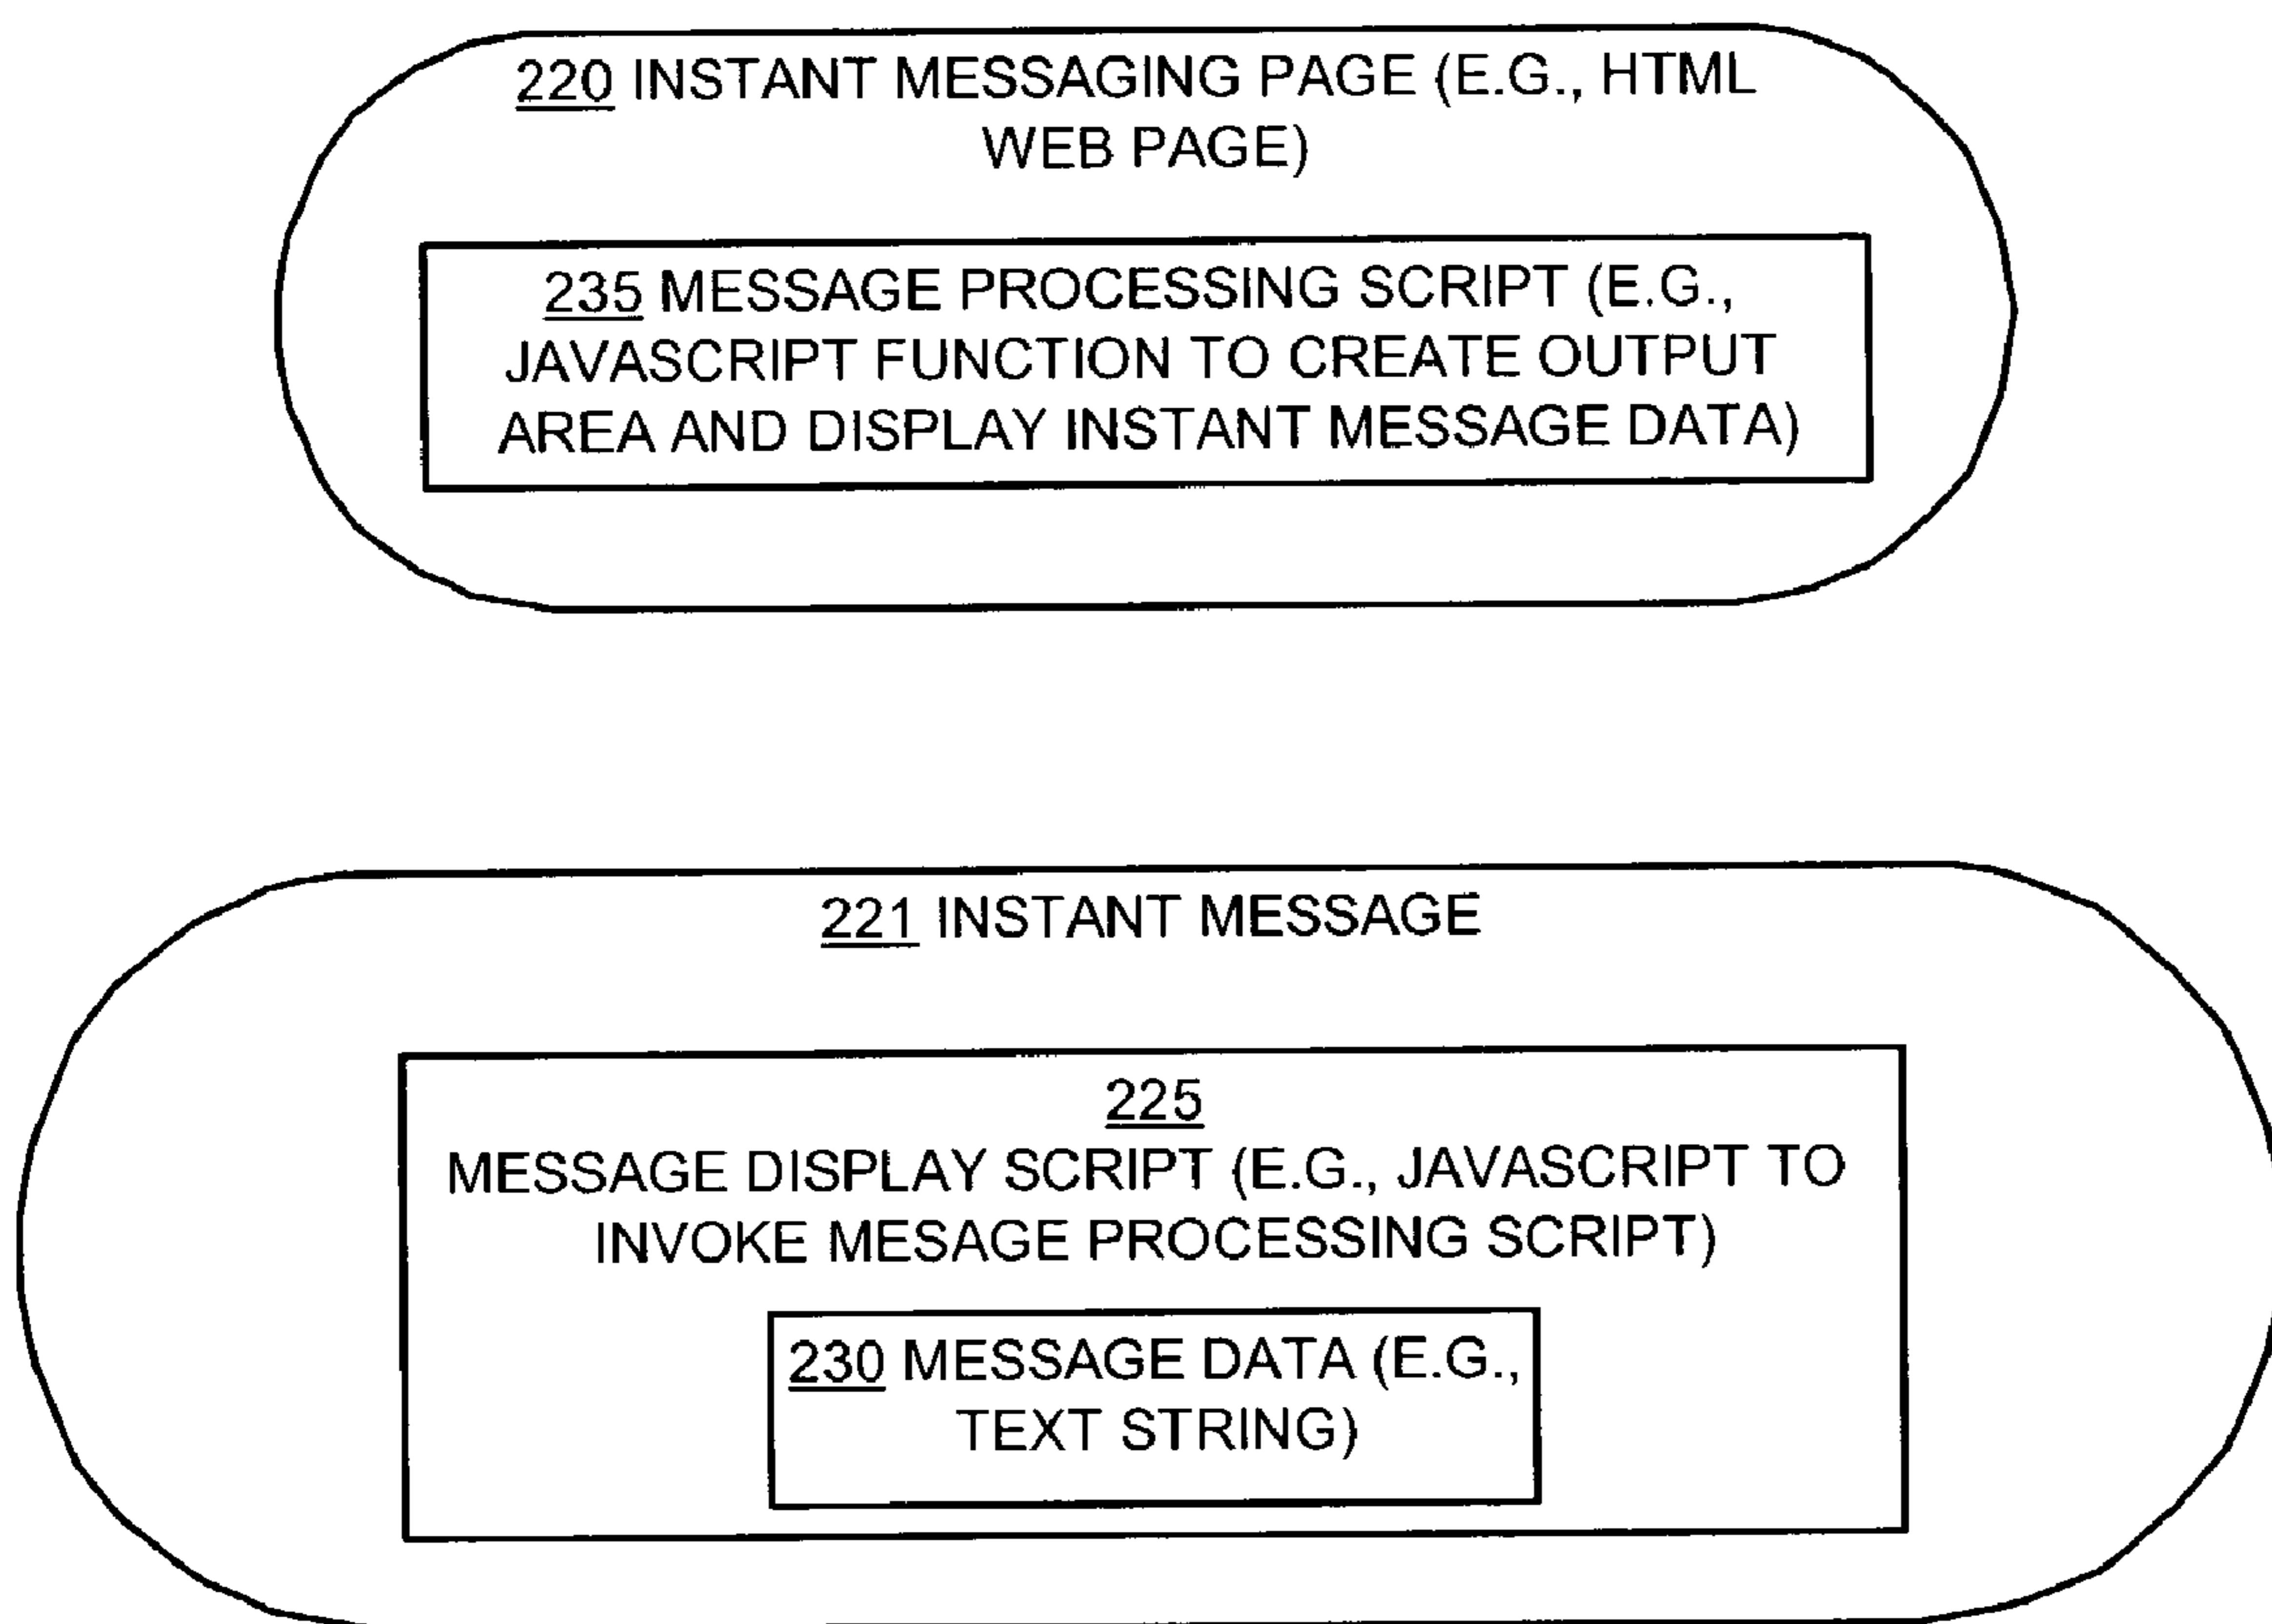 220 INSTANT MESSAGING PAGE (E.G., HTML
WEB PAGE)
235 MESSAGE PROCESSING SCRIPT (E.G.,
JAVASCRIPT FUNCTION TO CREATE OUTPUT
AREA AND DISPLAY INSTANT MESSAGE DATA)
221 INSTANT MESSAGE
225
MESSAGE DISPLAY SCRIPT (E.G., JAVASCRIPT TO
INVOKE MESAGE PROCESSING SCRIPT)
230 MESSAGE DATA (E.G.,
TEXT STRING)